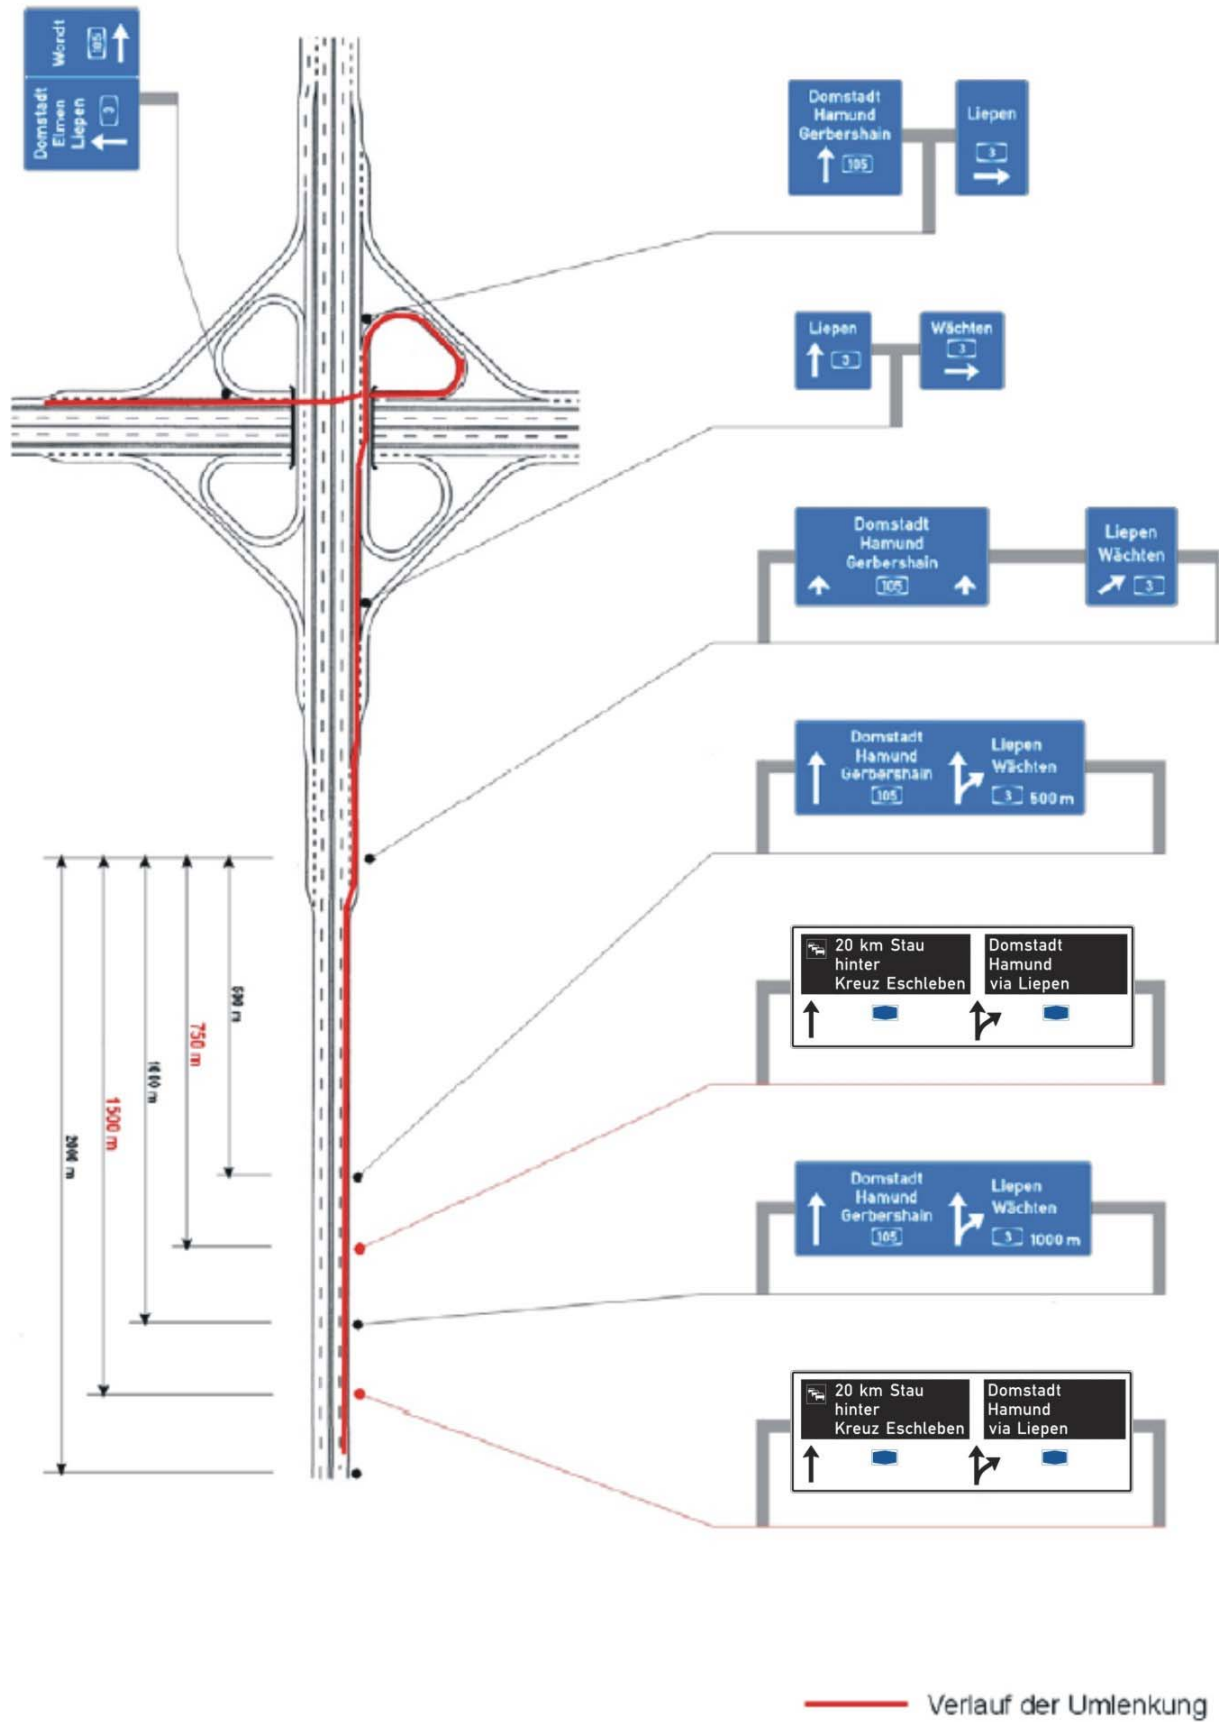 Wondt
105
Domstadt
Elmen
Liepen
3
Domstadt
Hamund
Gerbershain
105
Liepen
3
Liepen
3
Wächten
3
Domstadt
Hamund
Gerbershain
105
Liepen
Wächten
3
Domstadt
Hamund
Gerbershain
105
Liepen
Wächten
3 500 m
20 km Stau
hinter
Kreuz Eschleben
Domstadt
Hamund
via Liepen
Domstadt
Hamund
Gerbershain
105
Liepen
Wächten
3 1000 m
20 km Stau
hinter
Kreuz Eschleben
Domstadt
Hamund
via Liepen
500 m
750 m
1000 m
1500 m
2000 m
Verlauf der Umlenkung